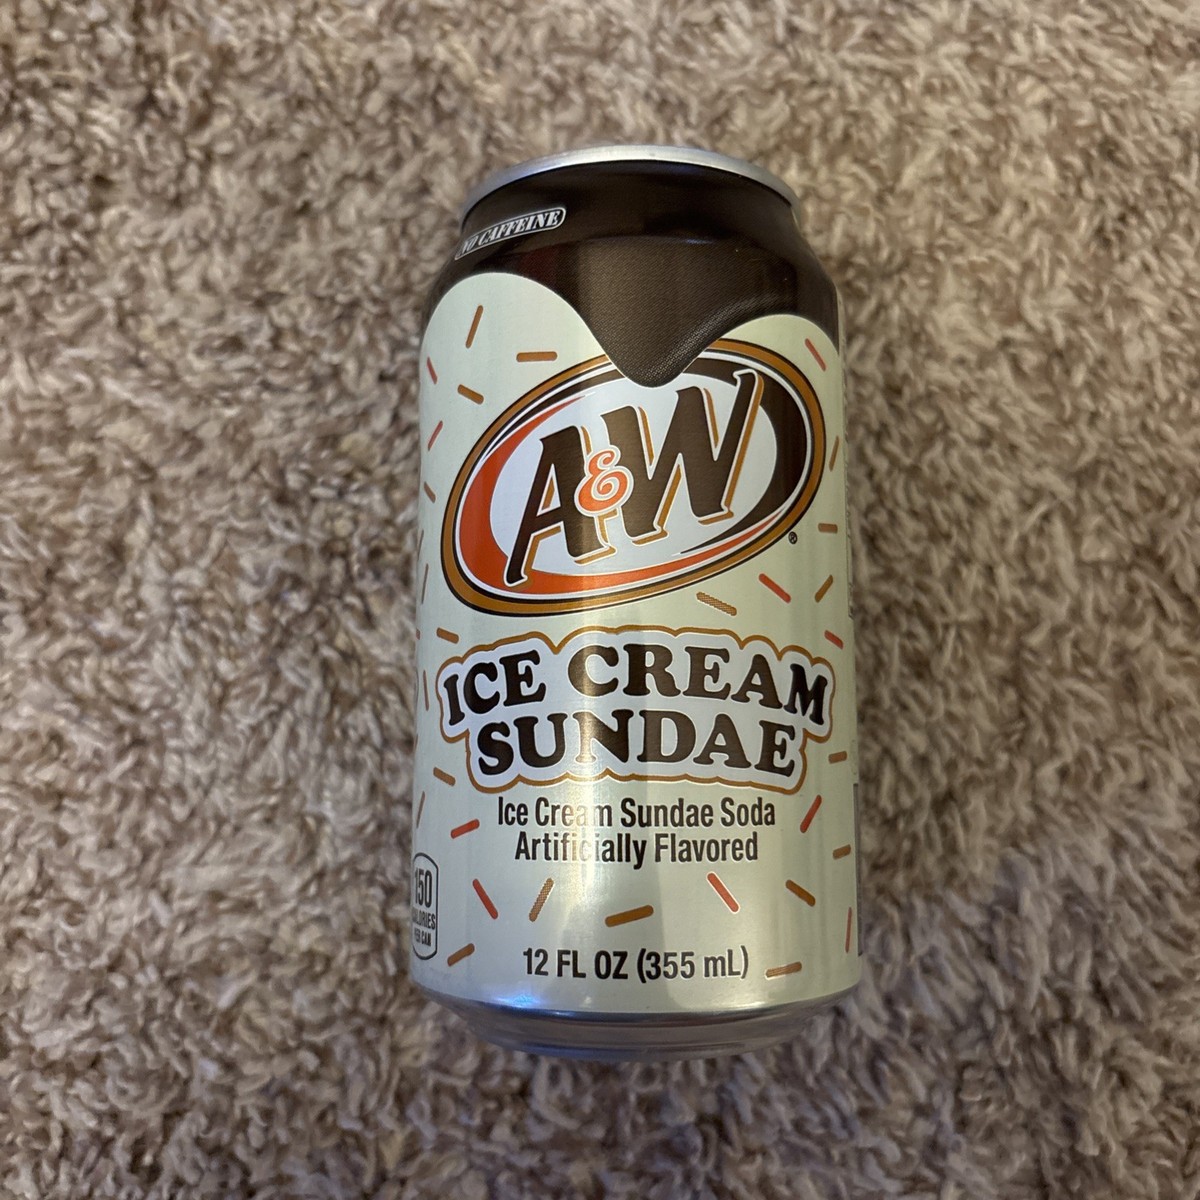 NO CAFFEINE
A&W
®
ICE CREAM
SUNDAE
Ice Cream Sundae Soda
Artificially Flavored
150
CALORIES
PER CAN
12 FL OZ (355 mL)